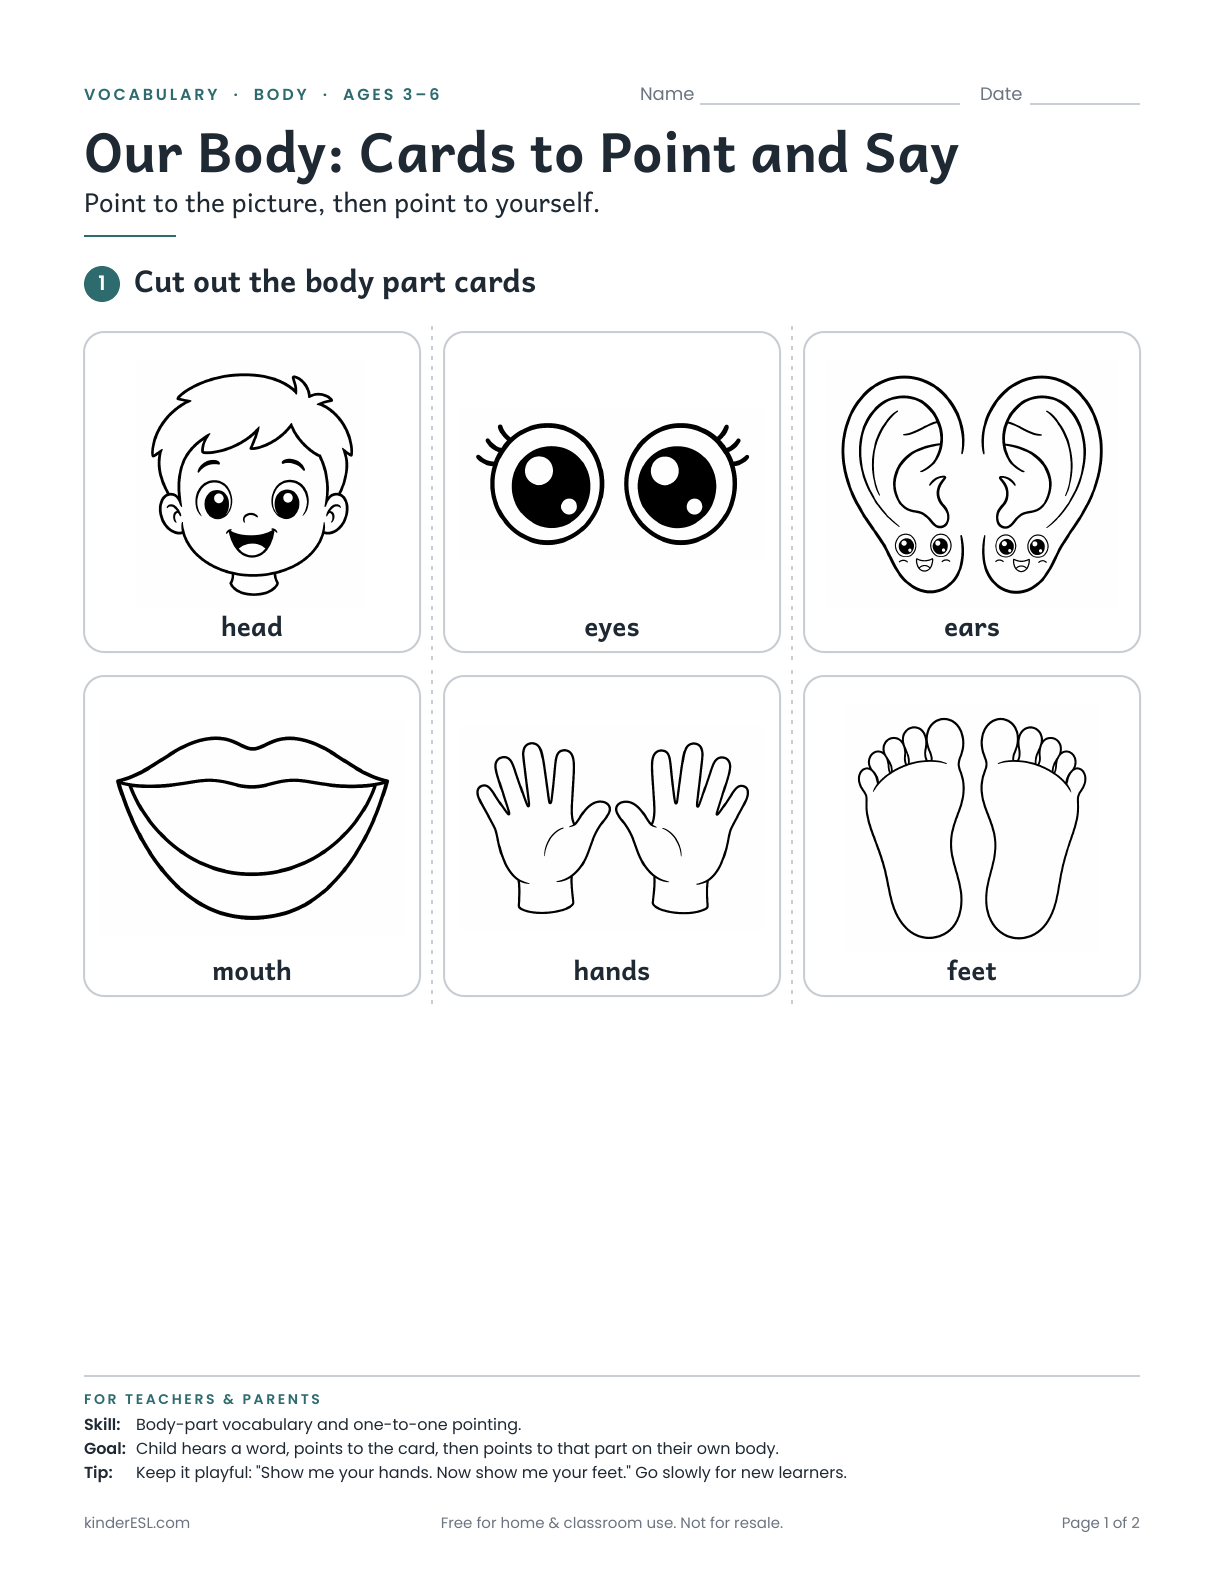 VOCABULARY · BODY · AGES 3–6
Name
Date
Our Body: Cards to Point and Say
Point to the picture, then point to yourself.
1 Cut out the body part cards
head
eyes
ears
mouth
hands
feet
FOR TEACHERS & PARENTS
Skill: Body-part vocabulary and one-to-one pointing.
Goal: Child hears a word, points to the card, then points to that part on their own body.
Tip: Keep it playful: "Show me your hands. Now show me your feet." Go slowly for new learners.
kinderESL.com
Free for home & classroom use. Not for resale.
Page 1 of 2